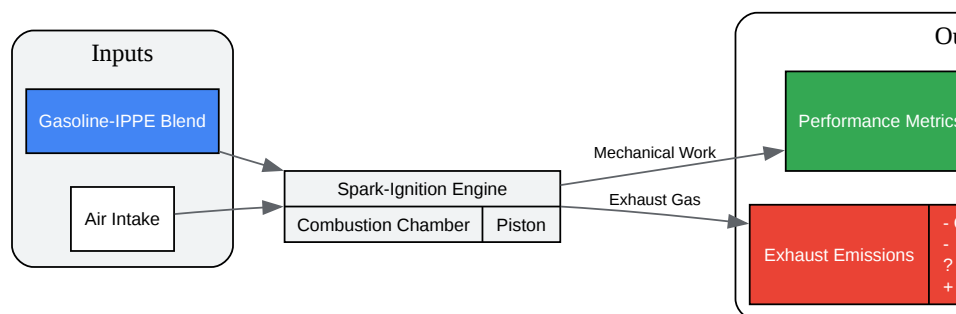 Inputs
Gasoline-IPPE Blend
Air Intake
Spark-Ignition Engine
Combustion Chamber
Piston
Mechanical Work
Exhaust Gas
Performance Metrics
Exhaust Emissions
-
-
?
+